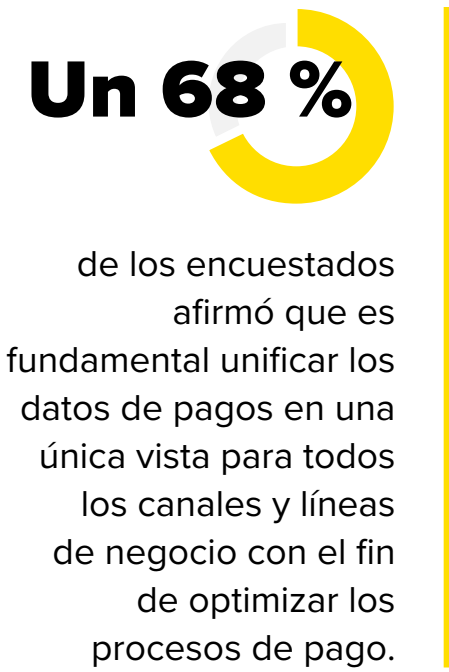 Un 68 %
de los encuestados
afirmó que es
fundamental unificar los
datos de pagos en una
única vista para todos
los canales y líneas
de negocio con el fin
de optimizar los
procesos de pago.